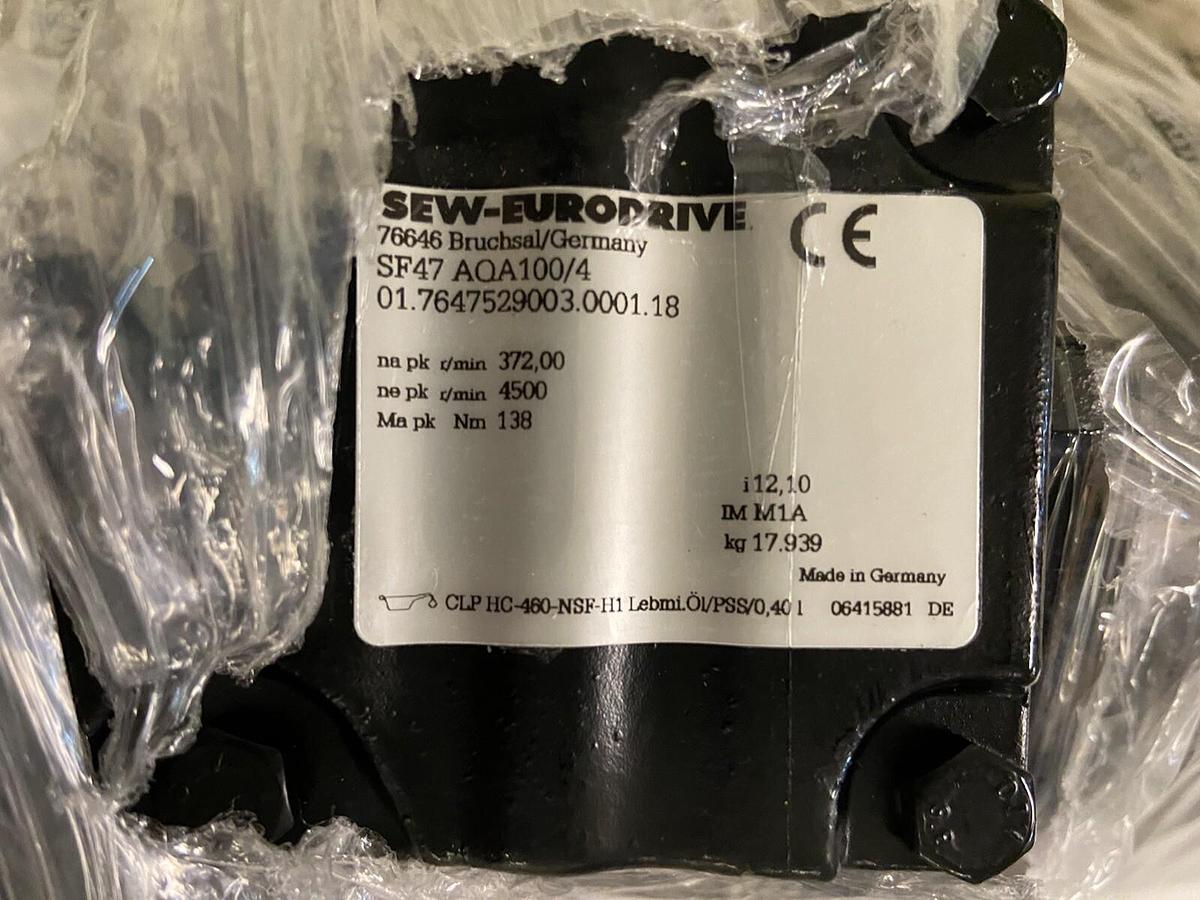 SEW-EURODRIVE
CE
76646 Bruchsal/Germany
SF47 AQA100/4
01.7647529003.0001.18
na pk r/min 372,00
ne pk r/min 4500
Ma pk Nm 138
i 12,10
IM M1A
kg 17.939
Made in Germany
CLP HC-460-NSF-H1 Lebmi.Öl/PSS/0,40 l 06415881 DE
8.8